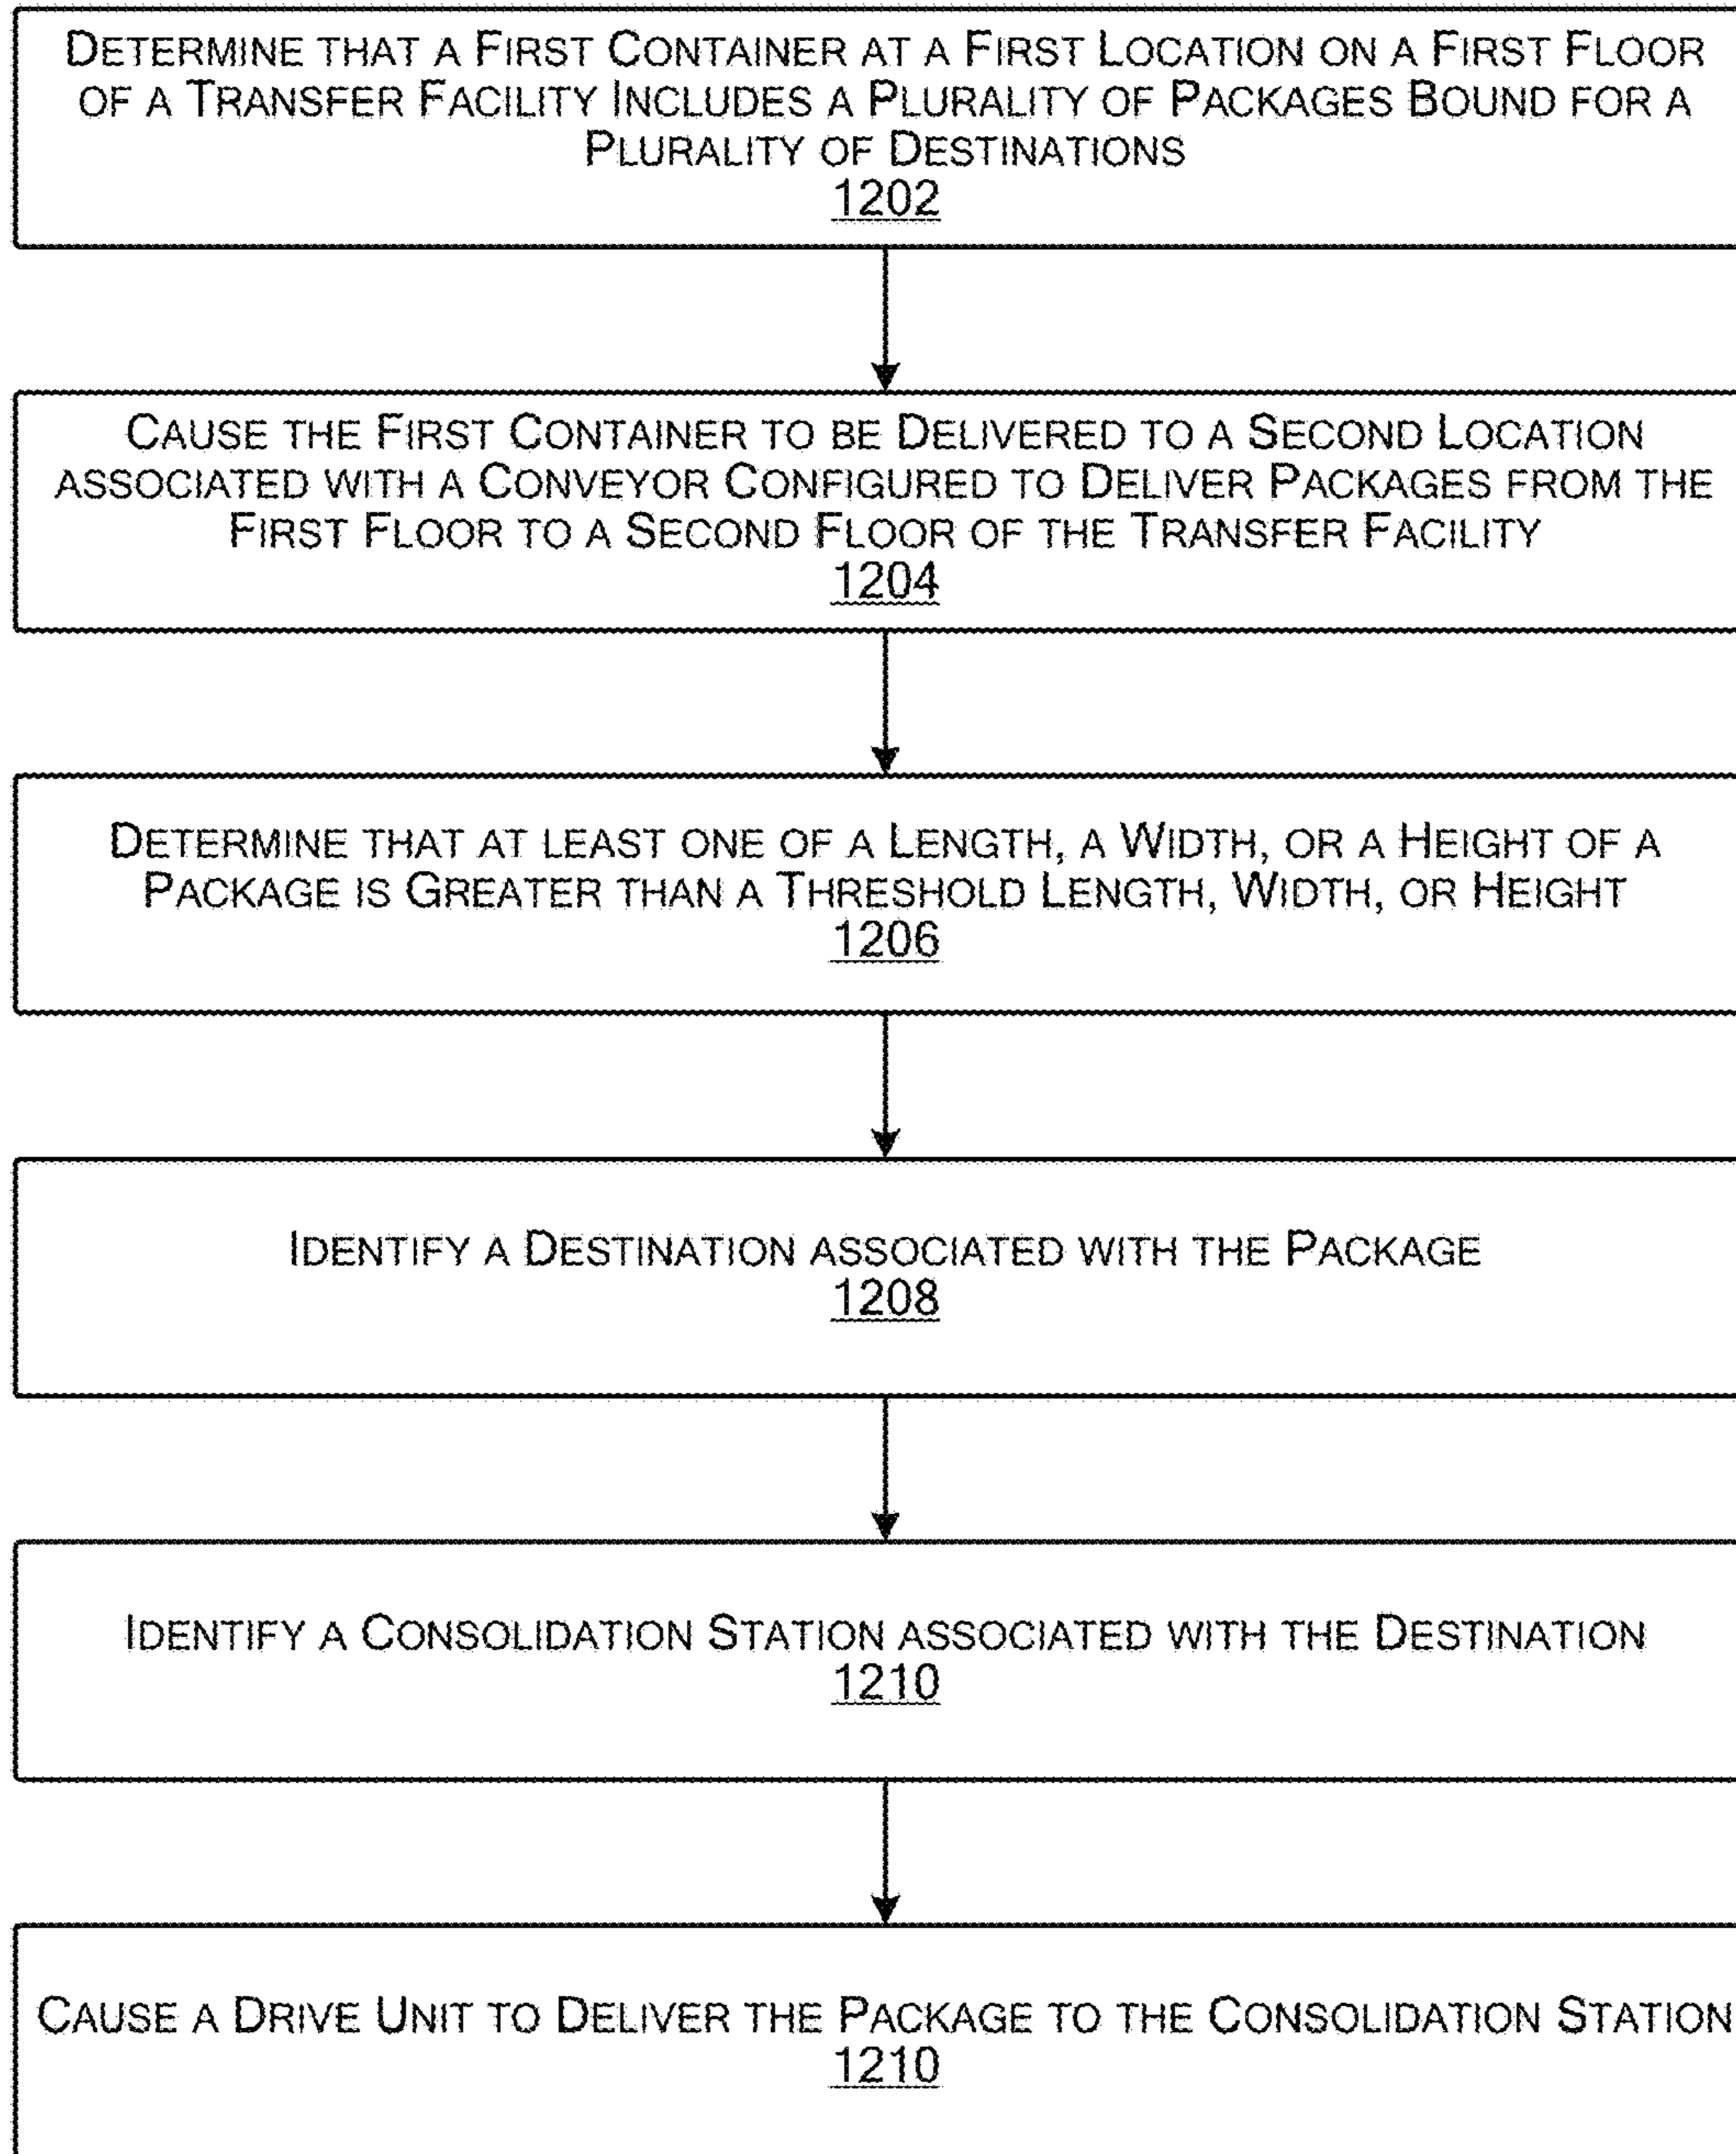 DETERMINE THAT A FIRST CONTAINER AT A FIRST LOCATION ON A FIRST FLOOR
OF A TRANSFER FACILITY INCLUDES A PLURALITY OF PACKAGES BOUND FOR A
PLURALITY OF DESTINATIONS
1202
CAUSE THE FIRST CONTAINER TO BE DELIVERED TO A SECOND LOCATION
ASSOCIATED WITH A CONVEYOR CONFIGURED TO DELIVER PACKAGES FROM THE
FIRST FLOOR TO A SECOND FLOOR OF THE TRANSFER FACILITY
1204
DETERMINE THAT AT LEAST ONE OF A LENGTH, A WIDTH, OR A HEIGHT OF A
PACKAGE IS GREATER THAN A THRESHOLD LENGTH, WIDTH, OR HEIGHT
1206
IDENTIFY A DESTINATION ASSOCIATED WITH THE PACKAGE
1208
IDENTIFY A CONSOLIDATION STATION ASSOCIATED WITH THE DESTINATION
1210
CAUSE A DRIVE UNIT TO DELIVER THE PACKAGE TO THE CONSOLIDATION STATION
1210